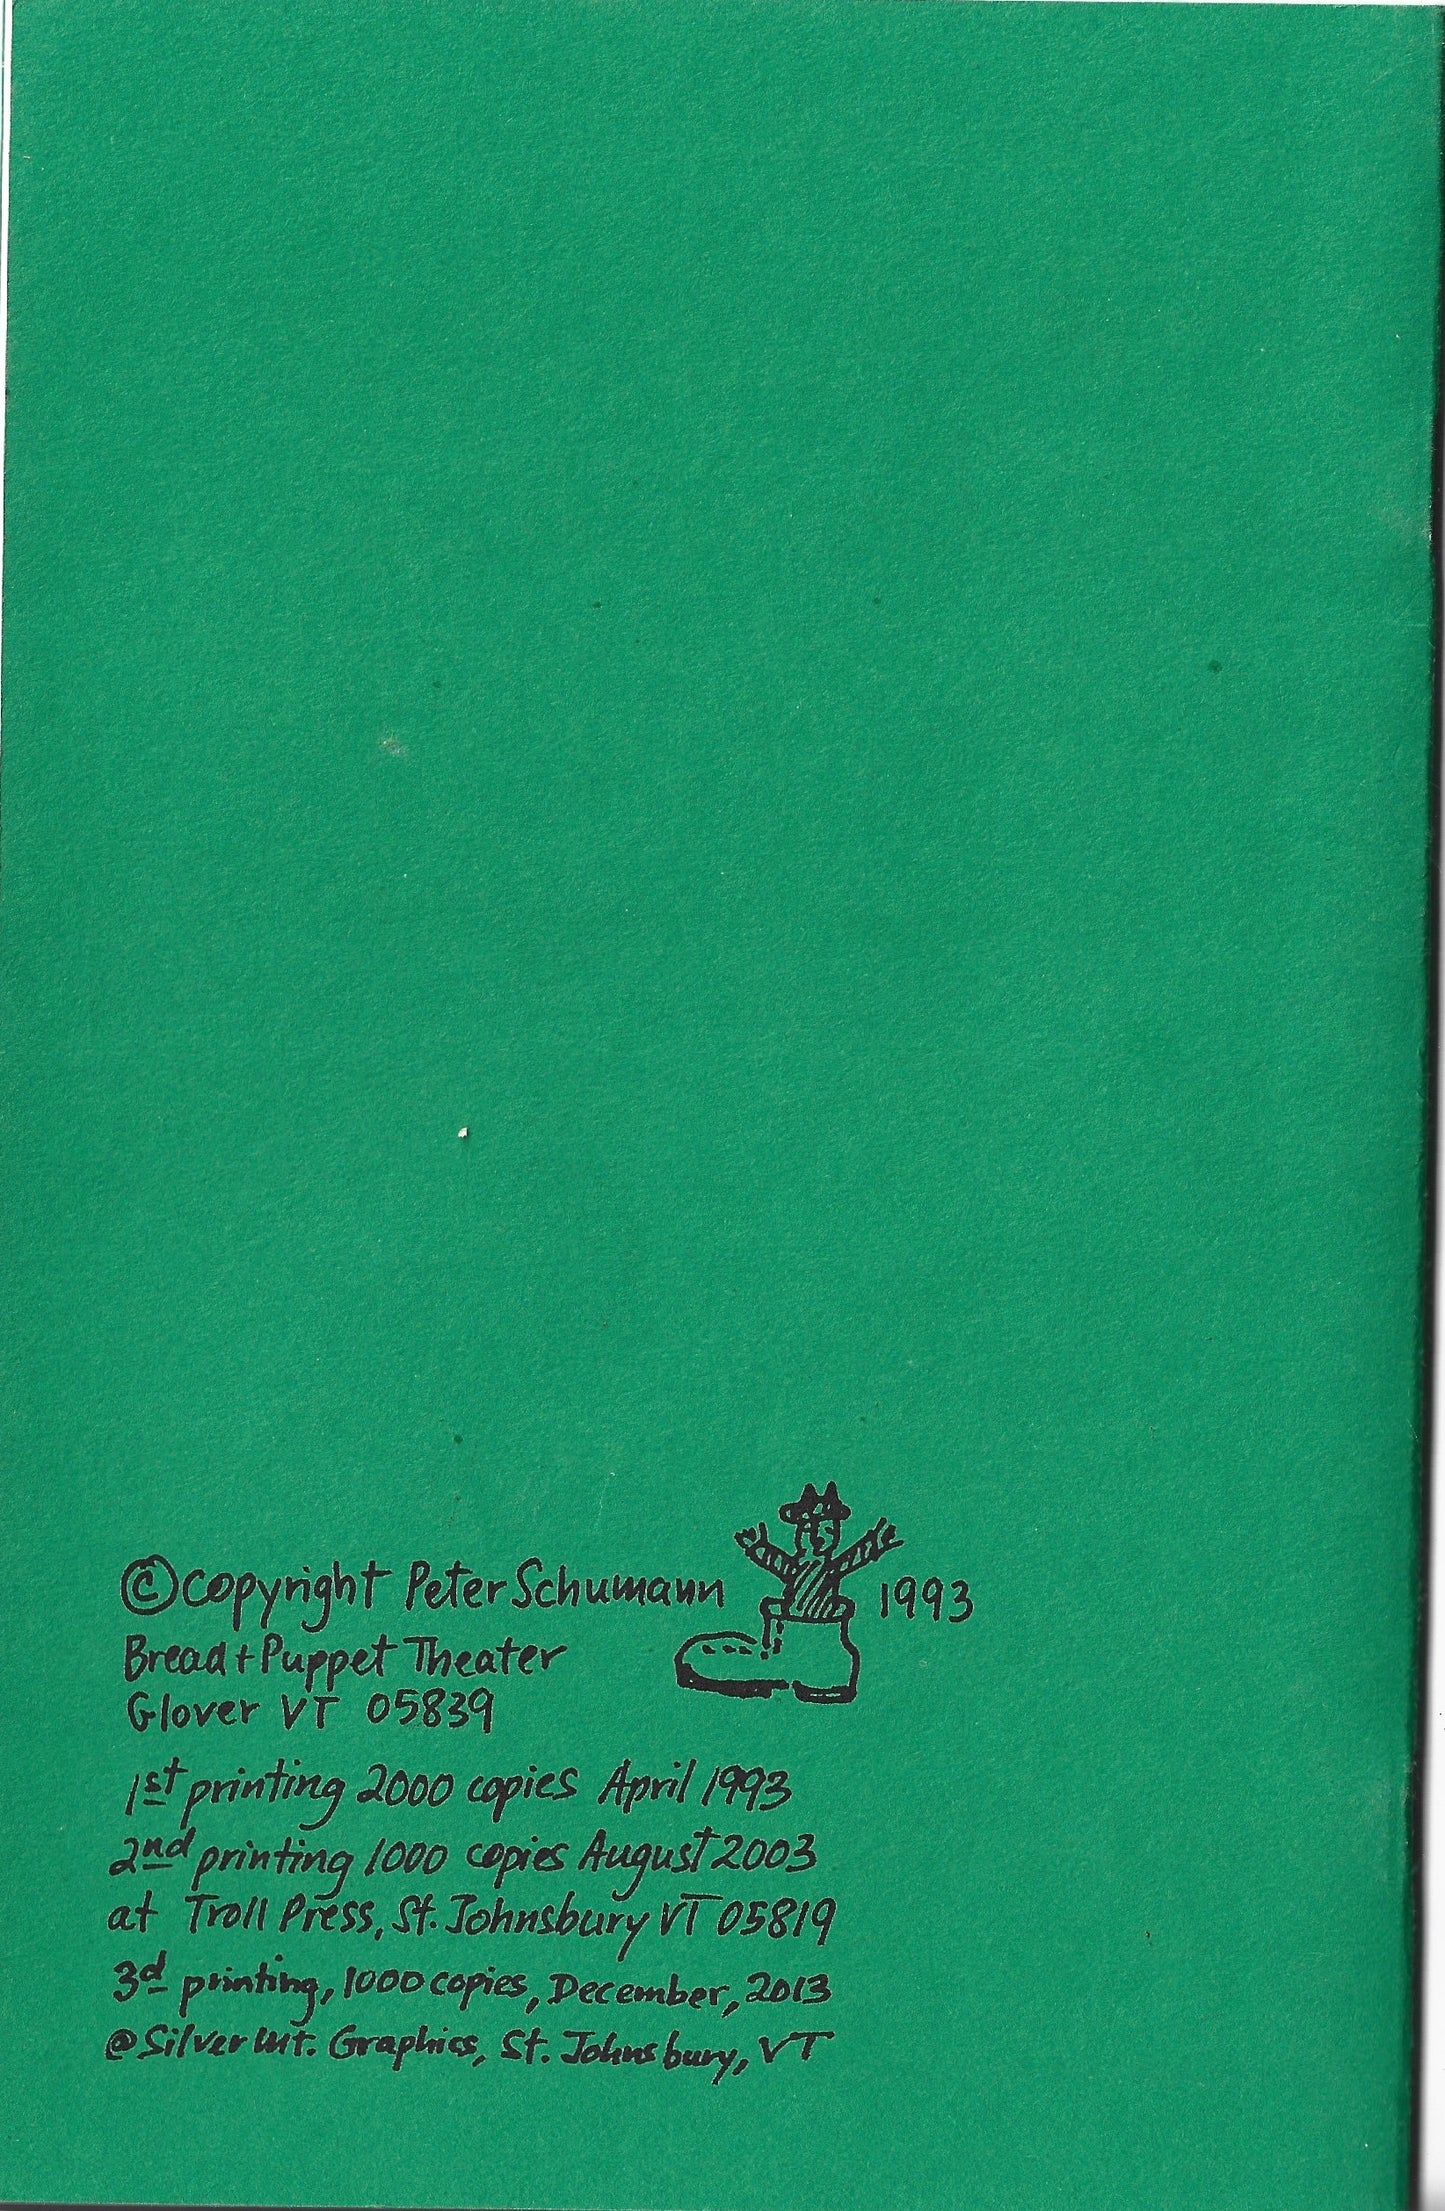 ©Copyright Peter Schumann 1993
Bread + Puppet Theater
Glover VT 05839
1st printing 2000 copies April 1993
2nd printing 1000 copies August 2003
at Troll Press, St. Johnsbury VT 05819
3d printing, 1000 copies, December, 2013
@ Silver Mt. Graphics, St. Johnsbury, VT